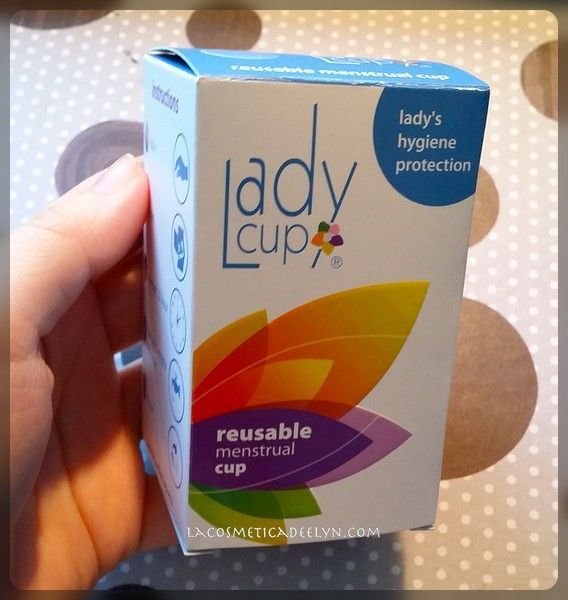 reusable menstrual cup
instructions
lady's
hygiene
protection
Lady
cup®
reusable
menstrual
cup
LACOSMETICADEELYN.COM